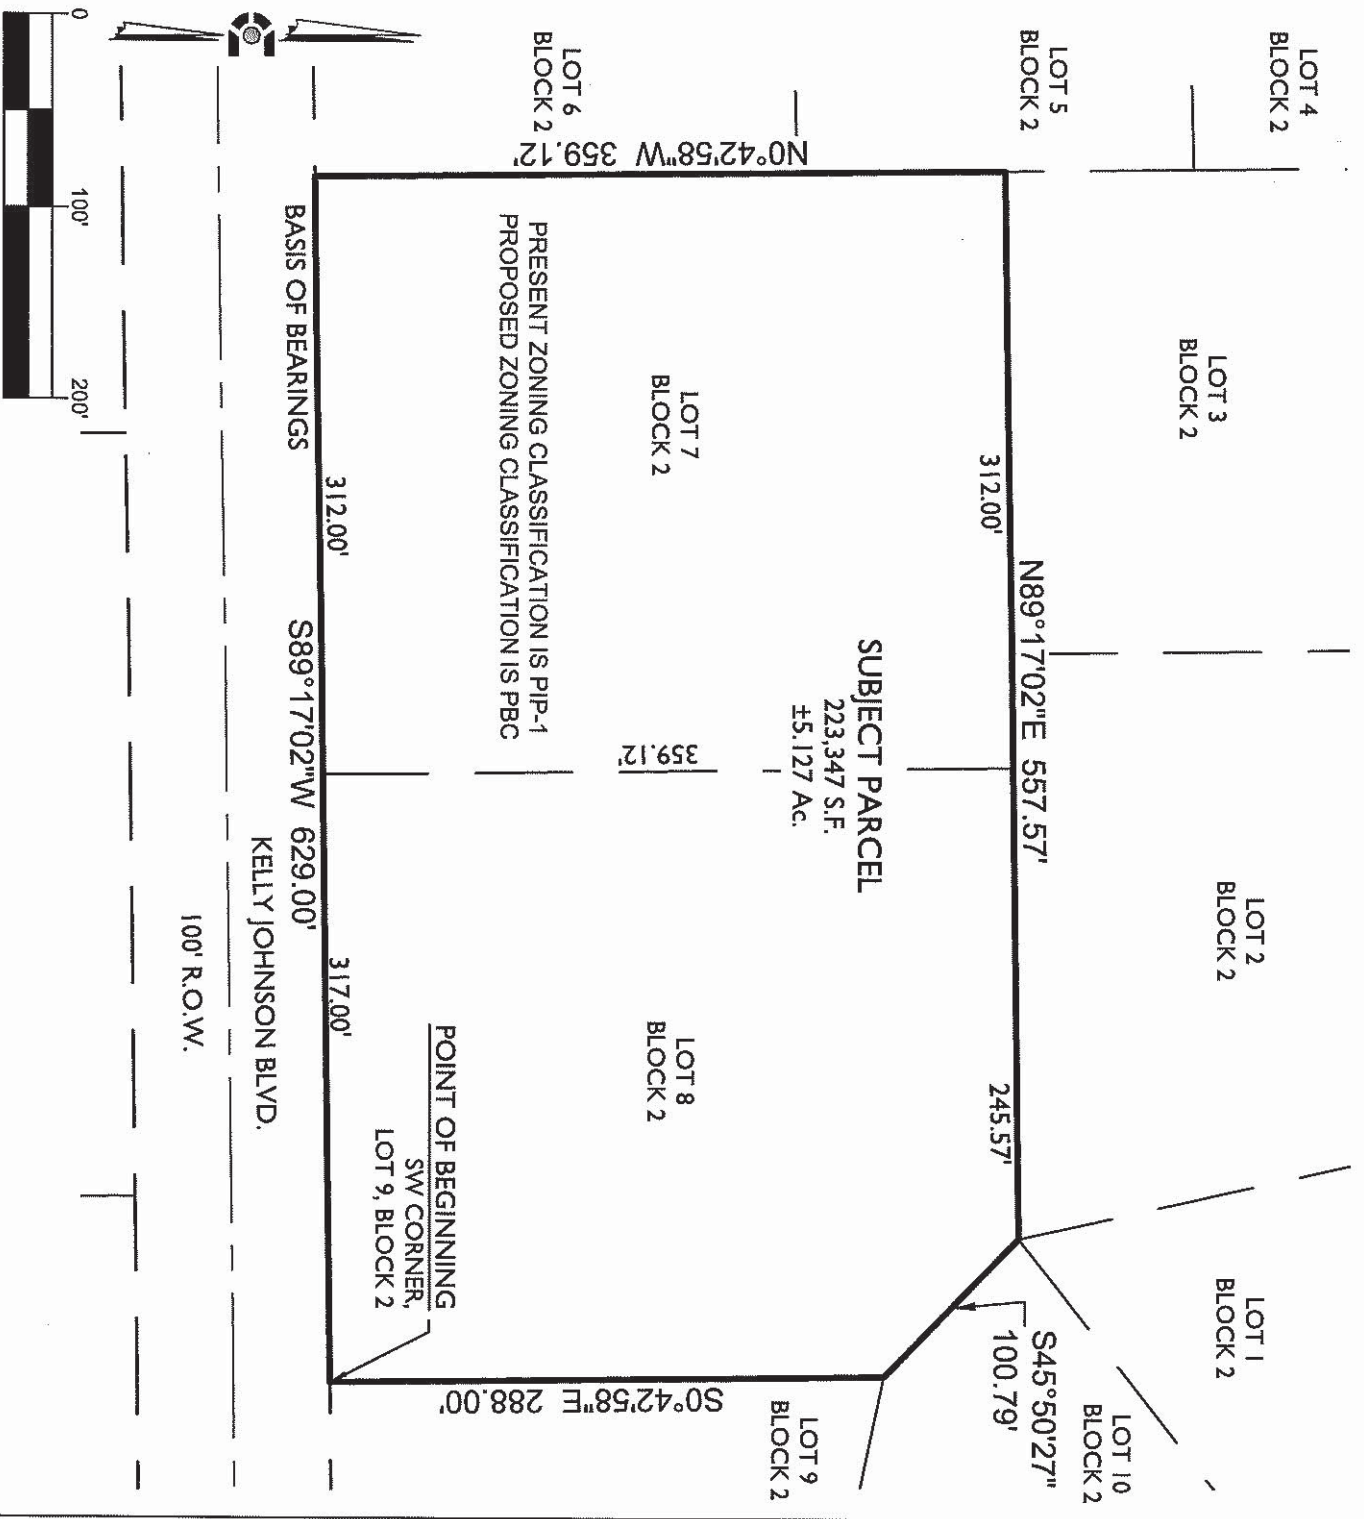 LOT 4
BLOCK 2
LOT 5
BLOCK 2
LOT 6
BLOCK 2
LOT 3
BLOCK 2
LOT 2
BLOCK 2
LOT 1
BLOCK 2
LOT 10
BLOCK 2
LOT 9
BLOCK 2
N0°42'58"W 359.12'
312.00'
N89°17'02"E 557.57'
245.57'
S45°50'27"
100.79'
SUBJECT PARCEL
223,347 S.F.
±5.127 Ac.
LOT 7
BLOCK 2
359.12'
LOT 8
BLOCK 2
PRESENT ZONING CLASSIFICATION IS PIP-1
PROPOSED ZONING CLASSIFICATION IS PBC
POINT OF BEGINNING
SW CORNER,
LOT 9, BLOCK 2
S0°42'58"E 288.00'
312.00'
317.00'
BASIS OF BEARINGS
S89°17'02"W 629.00'
KELLY JOHNSON BLVD.
100' R.O.W.
0
100'
200'